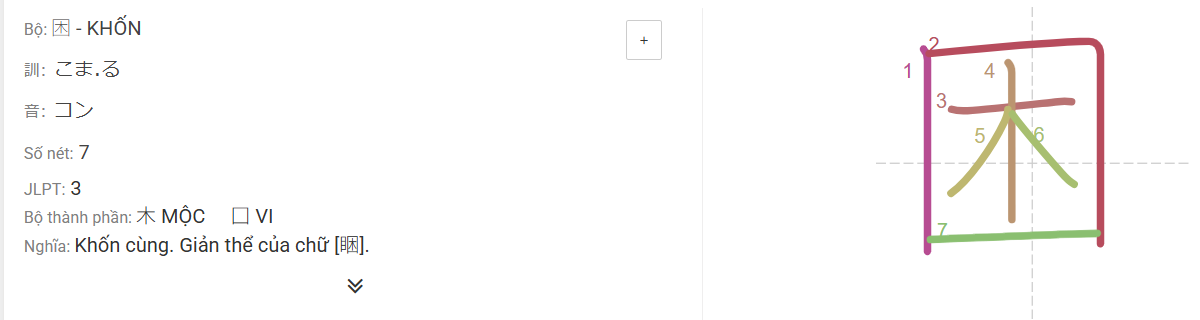 Bộ: 困 - KHỐN
+
訓: こま.る
音: コン
Số nét: 7
JLPT: 3
Bộ thành phần: 木 MỘC 囗 VI
Nghĩa: Khốn cùng. Giản thể của chữ [睏].
困
1
2
3
4
5
6
7